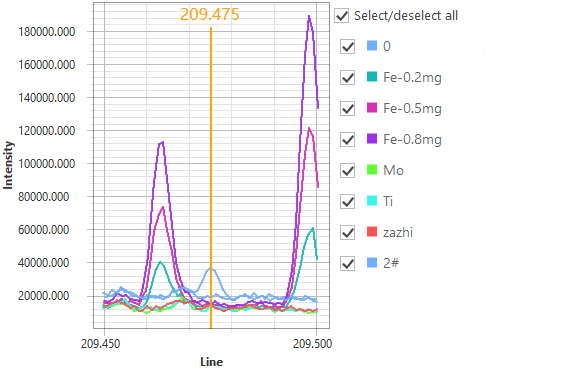 209.475
Select/deselect all
180000.000
0
160000.000
Fe-0.2mg
140000.000
Fe-0.5mg
120000.000
Fe-0.8mg
100000.000
Mo
80000.000
Ti
60000.000
zazhi
40000.000
2#
20000.000
Intensity
209.450
209.500
Line